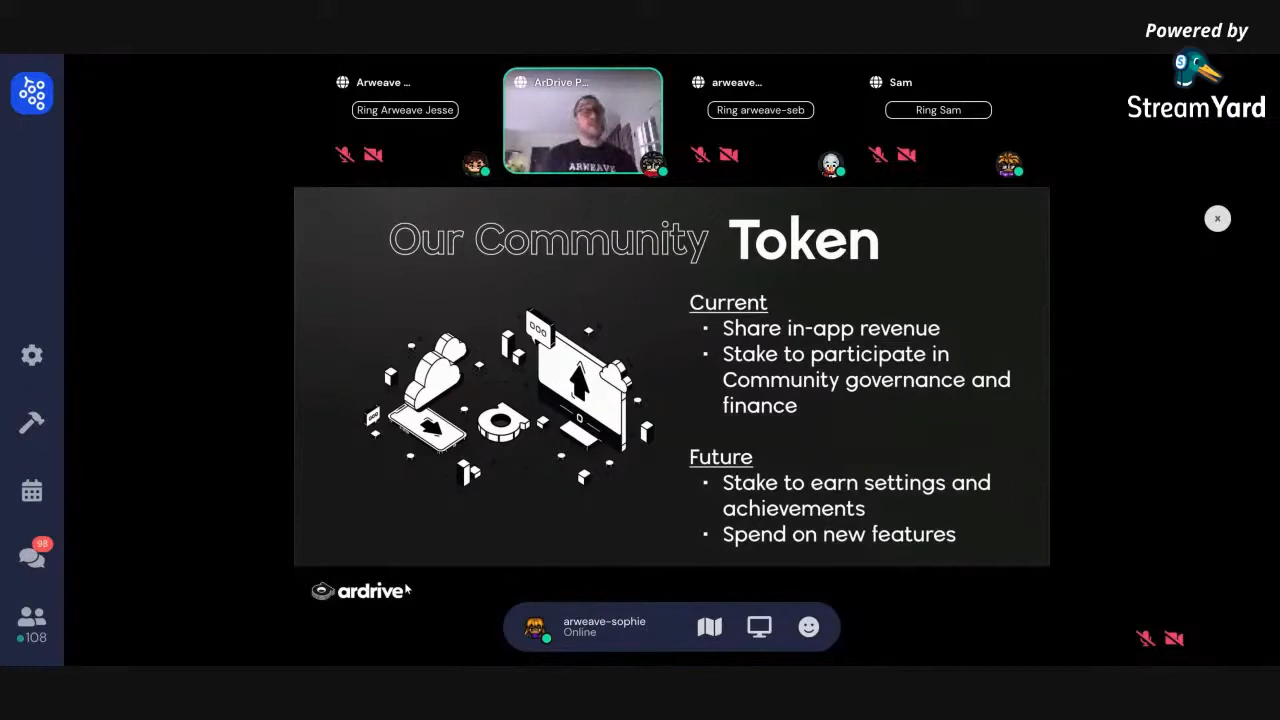 Powered by
StreamYard
Arweave ...
Ring Arweave Jesse
ArDrive P...
ARWEAVE
arweave...
Ring arweave-seb
Sam
Ring Sam
x
Our Community Token
Current
· Share in-app revenue
· Stake to participate in
Community governance and
finance
Future
· Stake to earn settings and
achievements
· Spend on new features
ardrive
98
108
arweave-sophie
Online